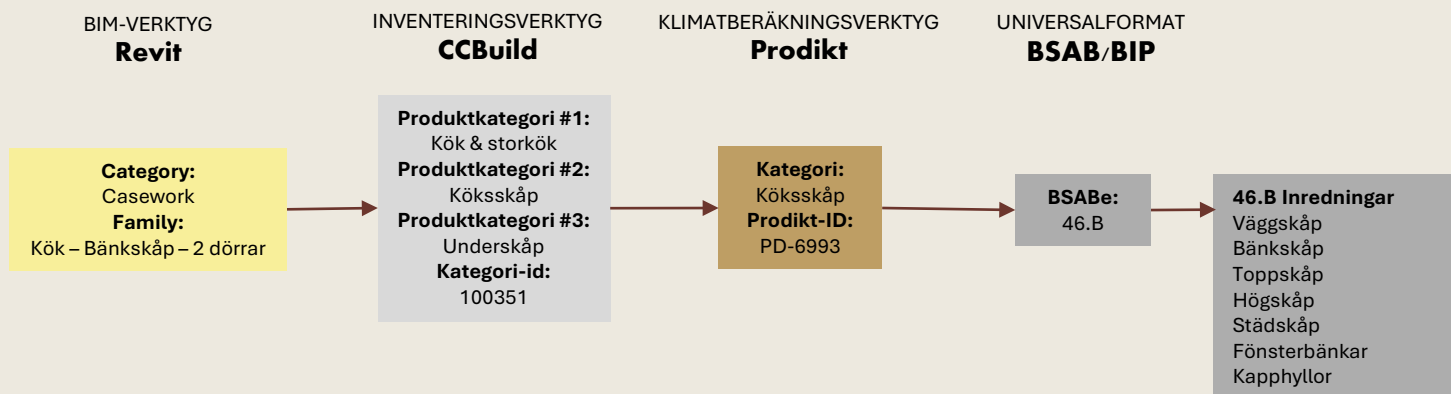 BIM-VERKTYG
Revit
INVENTERINGSVERKTYG
CCBuild
KLIMATBERÄKNINGSVERKTYG
Prodikt
UNIVERSALFORMAT
BSAB/BIP
Category:
Casework
Family:
Kök – Bänkskåp – 2 dörrar
Produktkategori #1:
Kök & storkök
Produktkategori #2:
Köksskåp
Produktkategori #3:
Underskåp
Kategori-id:
100351
Kategori:
Köksskåp
Prodikt-ID:
PD-6993
BSABe:
46.B
46.B Inredningar
Väggskåp
Bänkskåp
Toppskåp
Högskåp
Städskåp
Fönsterbänkar
Kapphyllor